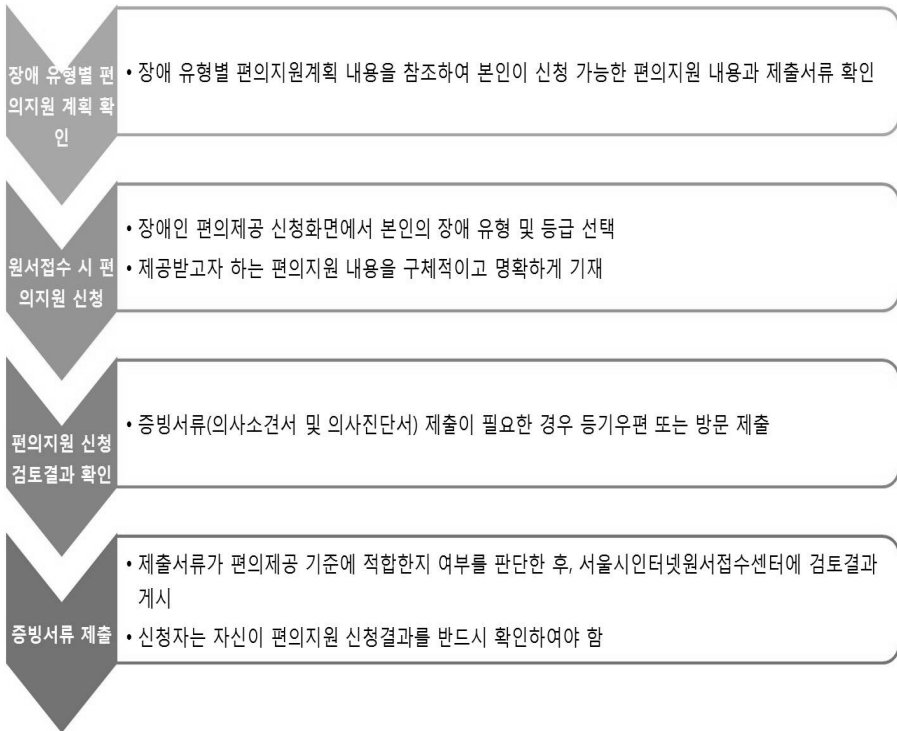 장애 유형별 편
의지원 계획 확
인
• 장애 유형별 편의지원계획 내용을 참조하여 본인이 신청 가능한 편의지원 내용과 제출서류 확인
원서접수 시 편
의지원 신청
• 장애인 편의제공 신청화면에서 본인의 장애 유형 및 등급 선택
• 제공받고자 하는 편의지원 내용을 구체적이고 명확하게 기재
편의지원 신청
검토결과 확인
• 증빙서류(의사소견서 및 의사진단서) 제출이 필요한 경우 등기우편 또는 방문 제출
증빙서류 제출
• 제출서류가 편의제공 기준에 적합한지 여부를 판단한 후, 서울시인터넷원서접수센터에 검토결과
게시
• 신청자는 자신이 편의지원 신청결과를 반드시 확인하여야 함